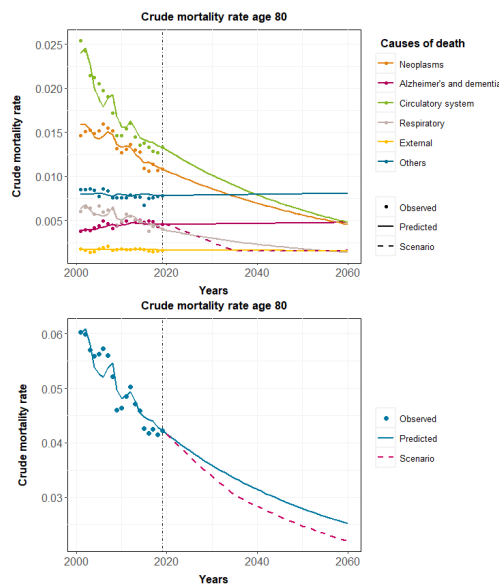 Crude mortality rate age 80
Crude mortality rate
0.025
0.020
0.015
0.010
0.005
2000
2020
2040
2060
Years
Causes of death
Neoplasms
Alzheimer's and dementia
Circulatory system
Respiratory
External
Others
Observed
Predicted
Scenario
Crude mortality rate age 80
Crude mortality rate
0.06
0.05
0.04
0.03
2000
2020
2040
2060
Years
Observed
Predicted
Scenario